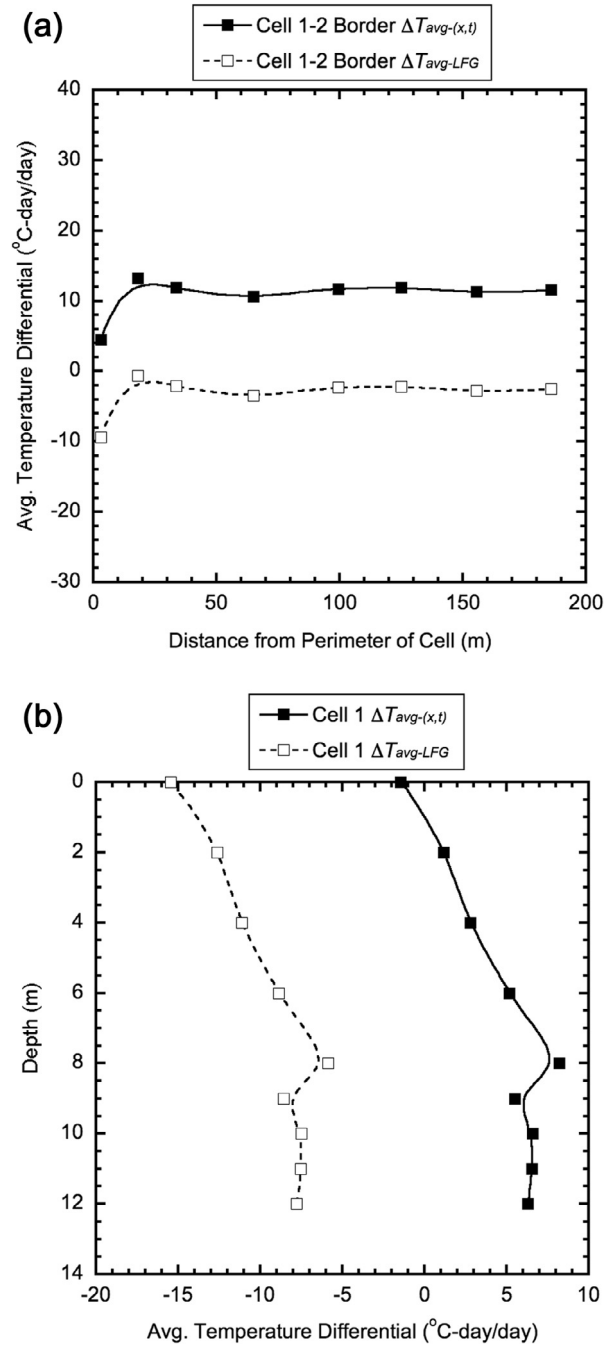 (a)
Cell 1-2 Border ΔTavg-(x,t)
Cell 1-2 Border ΔTavg-LFG
40
30
20
10
0
-10
-20
-30
Avg. Temperature Differential (°C-day/day)
0 50 100 150 200
Distance from Perimeter of Cell (m)
(b)
Cell 1 ΔTavg-(x,t)
Cell 1 ΔTavg-LFG
0
2
4
6
8
10
12
14
Depth (m)
-20 -15 -10 -5 0 5 10
Avg. Temperature Differential (°C-day/day)